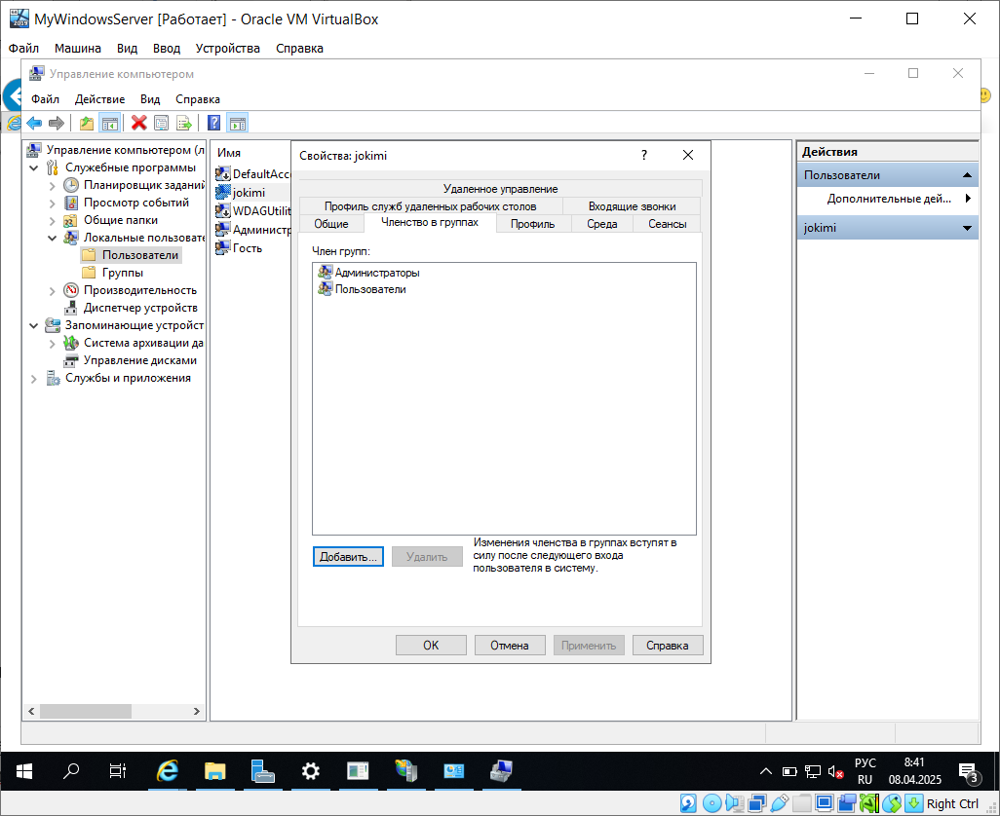 MyWindowsServer [Работает] - Oracle VM VirtualBox
Файл Машина Вид Ввод Устройства Справка
Управление компьютером
Файл Действие Вид Справка
Управление компьютером (л
Служебные программы
Планировщик заданий
Просмотр событий
Общие папки
Локальные пользовате
Пользователи
Группы
Производительность
Диспетчер устройств
Запоминающие устройст
Система архивации да
Управление дисками
Службы и приложения
Имя
DefaultAcc
jokimi
WDAGUtilit
Администр
Гость
Свойства: jokimi
?
Удаленное управление
Профиль служб удаленных рабочих столов Входящие звонки
Общие Членство в группах Профиль Среда Сеансы
Член групп:
Администраторы
Пользователи
Добавить... Удалить
Изменения членства в группах вступят в
силу после следующего входа
пользователя в систему.
OK Отмена Применить Справка
Действия
Пользователи
Дополнительные дей...
jokimi
РУС
RU
8:41
08.04.2025
3
Right Ctrl